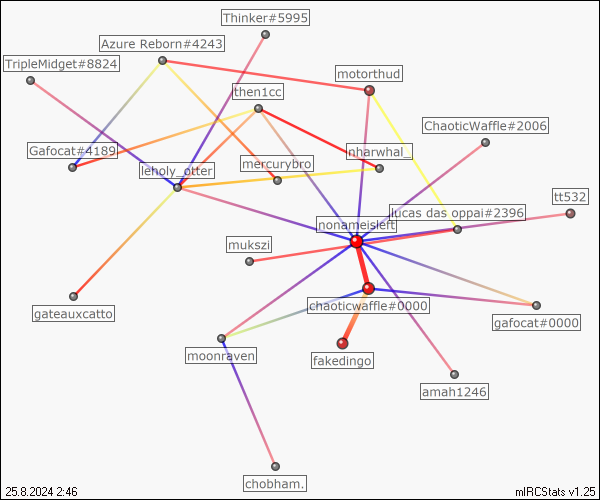 Thinker#5995
Azure Reborn#4243
TripleMidget#8824
motorthud
then1cc
ChaoticWaffle#2006
Gafocat#4189
nharwhal_
mercurybro
leholy_otter
tt532
lucas das oppai#2396
nonameisleft
mukszi
chaoticwaffle#0000
gateauxcatto
gafocat#0000
moonraven
fakedingo
amah1246
chobham.
25.8.2024 2:46
mIRCStats v1.25